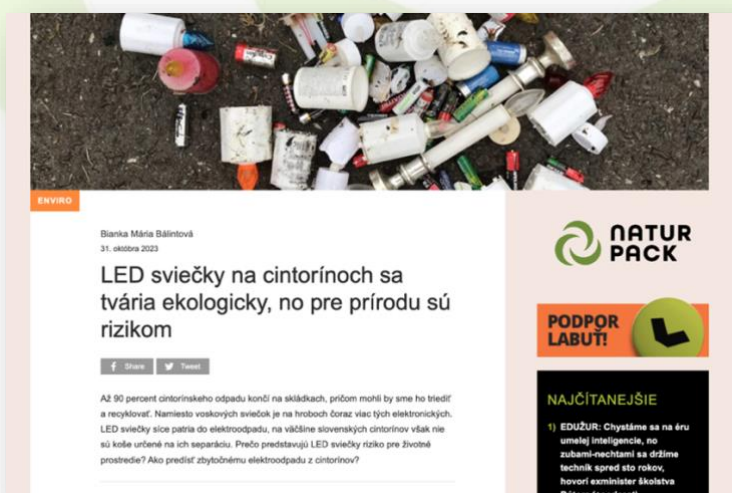 ENVIRO
Bianka Mária Bálintová
31. októbra 2023
LED sviečky na cintorínoch sa
tvária ekologicky, no pre prírodu sú
rizikom
Share
Tweet
Až 90 percent cintorínskeho odpadu končí na skládkach, pričom mohli by sme ho triediť
a recyklovať. Namiesto voskových sviečok je na hroboch čoraz viac tých elektronických.
LED sviečky síce patria do elektroodpadu, na väčšine slovenských cintorínov však nie
sú koše určené na ich separáciu. Prečo predstavujú LED sviečky riziko pre životné
prostredie? Ako predísť zbytočnému elektroodpadu z cintorínov?
NATUR
PACK
PODPOR
LABUŤ!
NAJČÍTANEJŠIE
1) EDUŽÚR: Chystáme sa na éru
umelej inteligencie, no
zubami-nechtami sa držíme
techník spred sto rokov,
hovorí exminister školstva